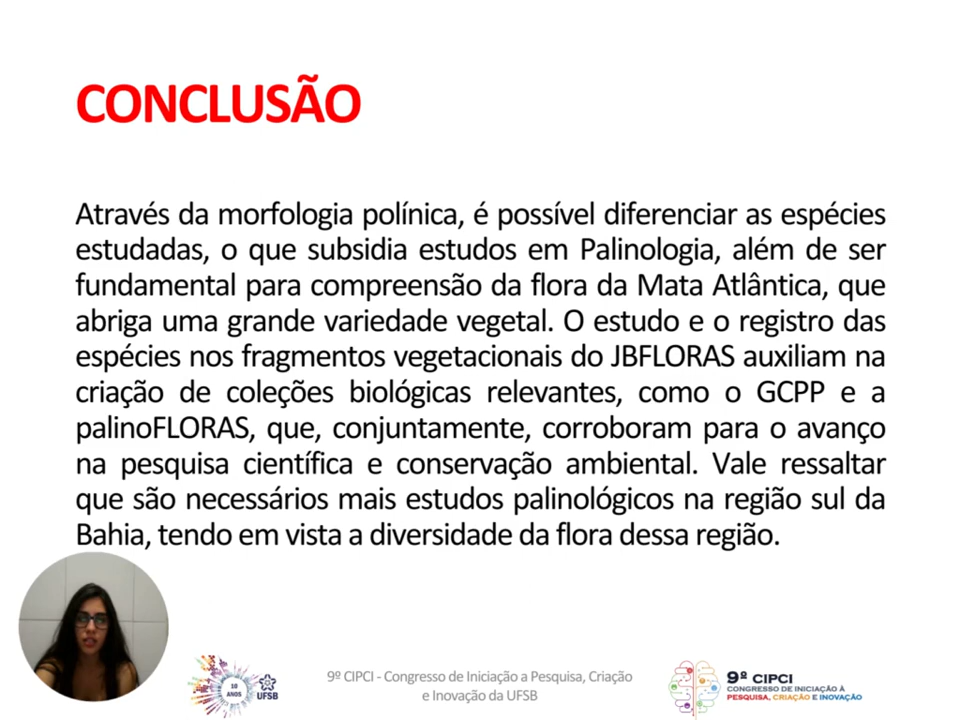 CONCLUSÃO
Através da morfologia polínica, é possível diferenciar as espécies
estudadas, o que subsidia estudos em Palinologia, além de ser
fundamental para compreensão da flora da Mata Atlântica, que
abriga uma grande variedade vegetal. O estudo e o registro das
espécies nos fragmentos vegetacionais do JBFLORAS auxiliam na
criação de coleções biológicas relevantes, como o GCPP e a
palinoFLORAS, que, conjuntamente, corroboram para o avanço
na pesquisa científica e conservação ambiental. Vale ressaltar
que são necessários mais estudos palinológicos na região sul da
Bahia, tendo em vista a diversidade da flora dessa região.
10
ANOS
UFSB
9º CIPCI - Congresso de Iniciação a Pesquisa, Criação
e Inovação da UFSB
9º CIPCI
CONGRESSO DE INICIAÇÃO À
PESQUISA, CRIAÇÃO E INOVAÇÃO